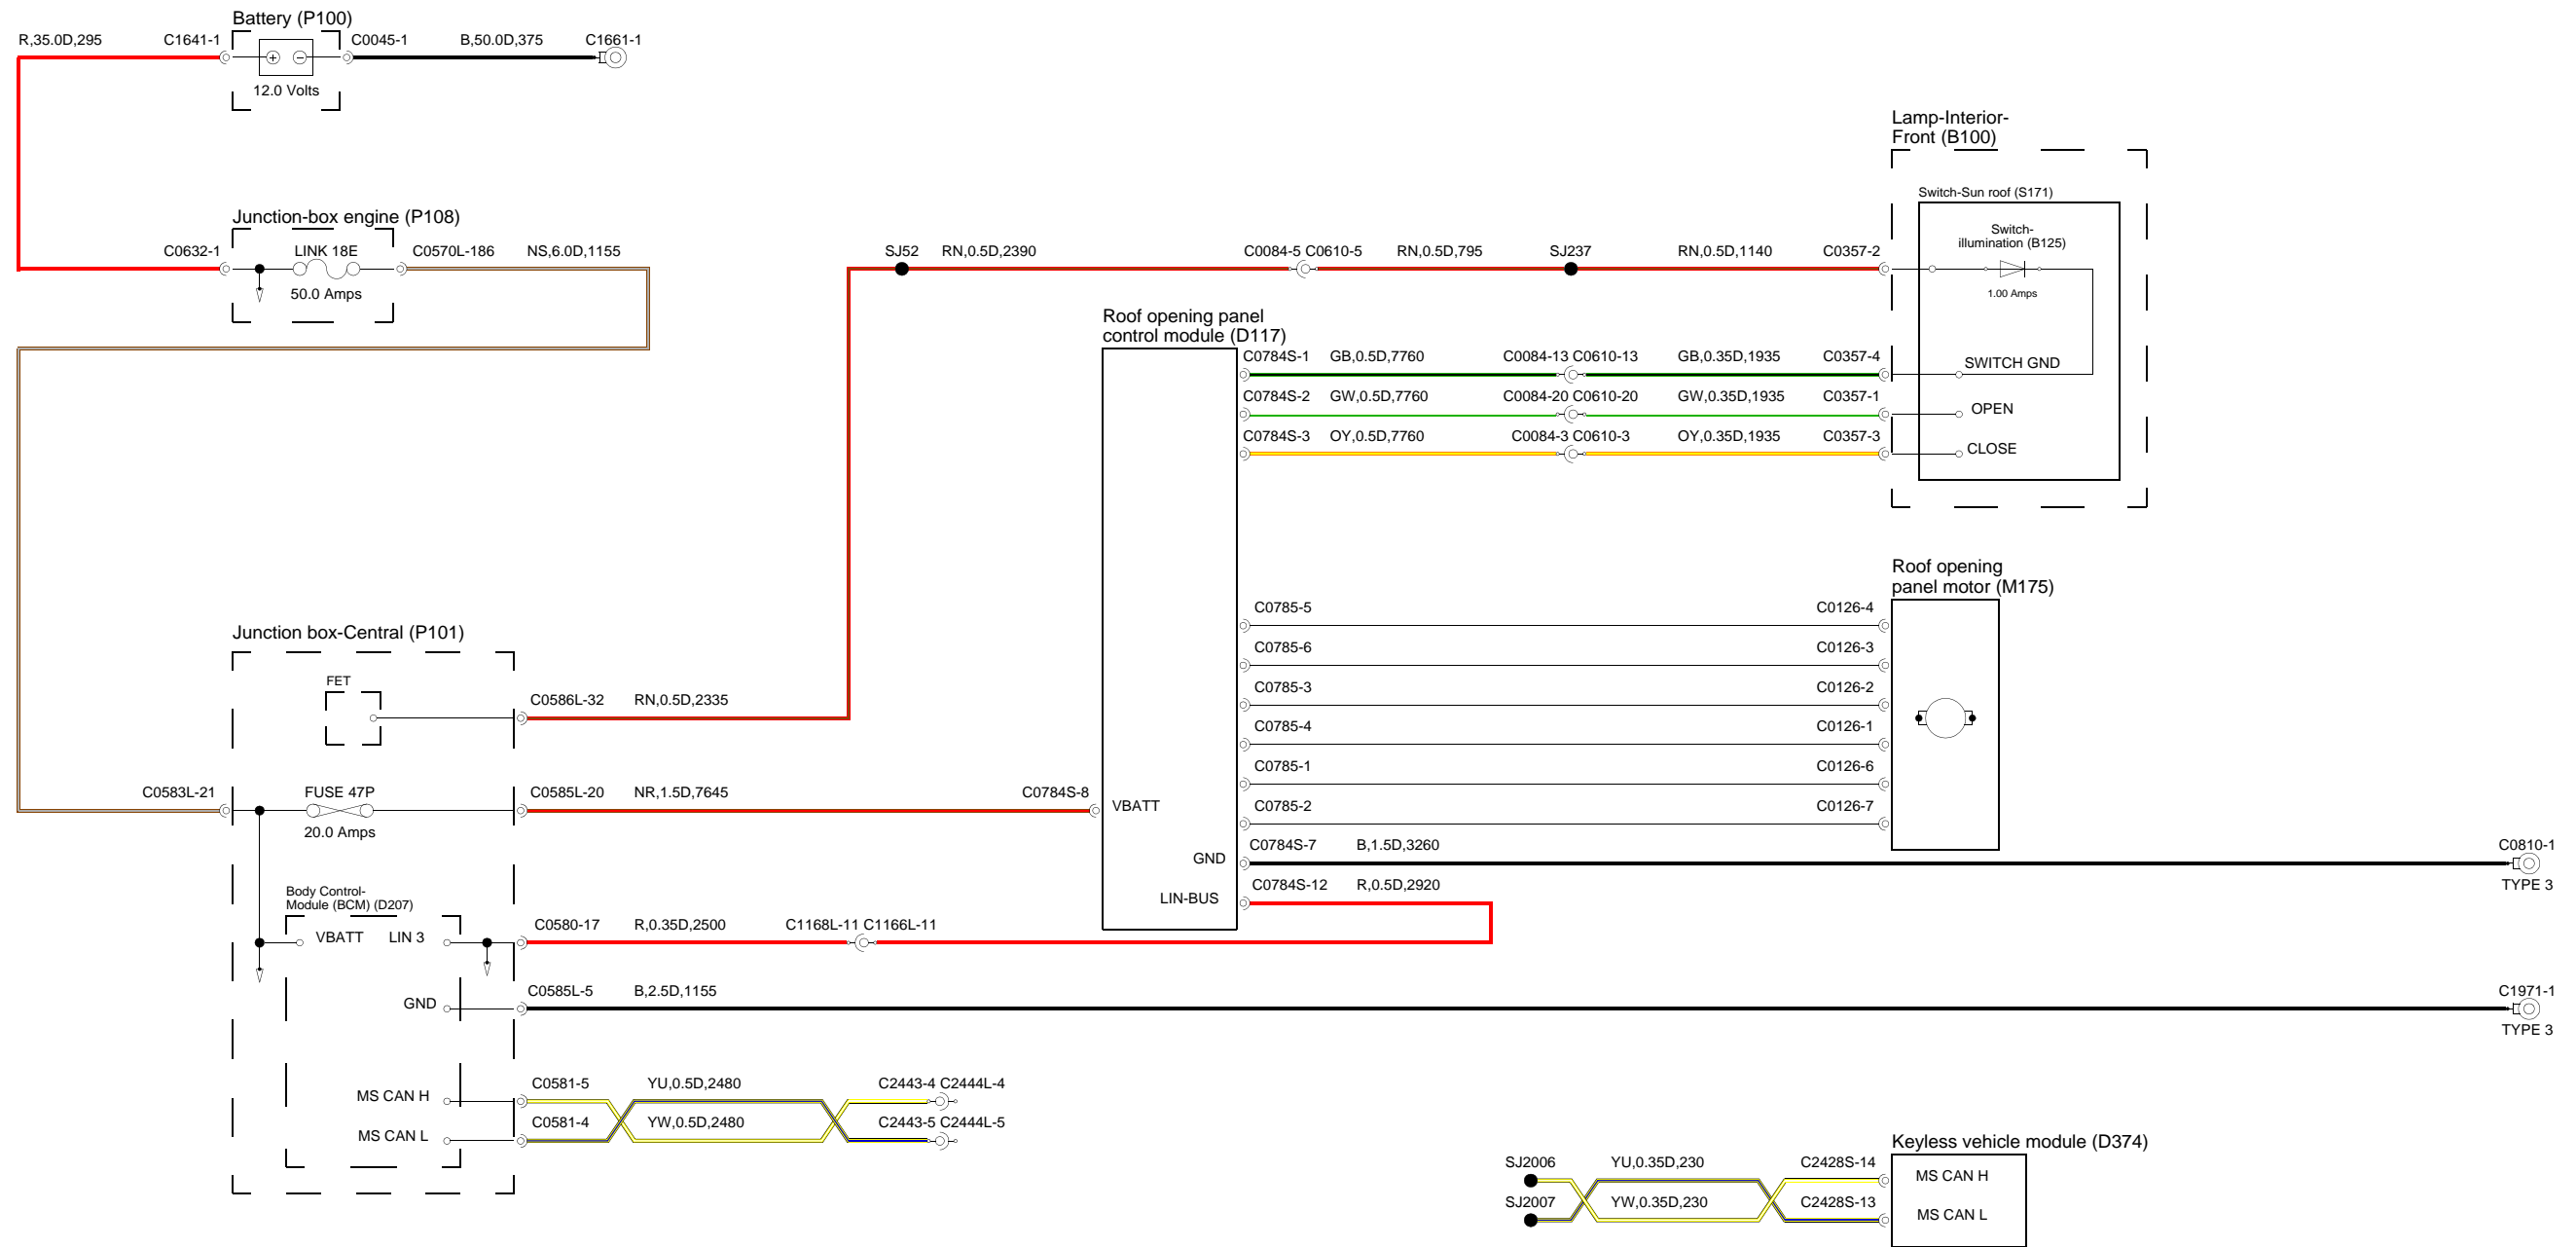 Battery (P100)
R,35.0D,295 C1641-1 C0045-1 B,50.0D,375 C1661-1
12.0 Volts
Lamp-Interior-
Front (B100)
Switch-Sun roof (S171)
Junction-box engine (P108)
Switch-
illumination (B125)
C0632-1 LINK 18E C0570L-186 NS,6.0D,1155 SJ52 RN,0.5D,2390 C0084-5 C0610-5 RN,0.5D,795 SJ237 RN,0.5D,1140 C0357-2
50.0 Amps
1.00 Amps
Roof opening panel
control module (D117)
C0784S-1 GB,0.5D,7760 C0084-13 C0610-13 GB,0.35D,1935 C0357-4
SWITCH GND
C0784S-2 GW,0.5D,7760 C0084-20 C0610-20 GW,0.35D,1935 C0357-1
OPEN
C0784S-3 OY,0.5D,7760 C0084-3 C0610-3 OY,0.35D,1935 C0357-3
CLOSE
Roof opening
panel motor (M175)
C0785-5 C0126-4
Junction box-Central (P101)
C0785-6 C0126-3
FET
C0785-3 C0126-2
C0586L-32 RN,0.5D,2335
C0785-4 C0126-1
C0785-1 C0126-6
C0583L-21 FUSE 47P C0585L-20 NR,1.5D,7645 C0784S-8
VBATT
C0785-2 C0126-7
20.0 Amps
C0784S-7 B,1.5D,3260 C0810-1
GND
TYPE 3
C0784S-12 R,0.5D,2920
LIN-BUS
Body Control-
Module (BCM) (D207)
C0580-17 R,0.35D,2500 C1168L-11 C1166L-11
VBATT LIN 3
C0585L-5 B,2.5D,1155 C1971-1
GND
TYPE 3
C0581-5 YU,0.5D,2480 C2443-4 C2444L-4
MS CAN H
C0581-4 YW,0.5D,2480 C2443-5 C2444L-5
MS CAN L
Keyless vehicle module (D374)
SJ2006 YU,0.35D,230 C2428S-14
MS CAN H
SJ2007 YW,0.35D,230 C2428S-13
MS CAN L